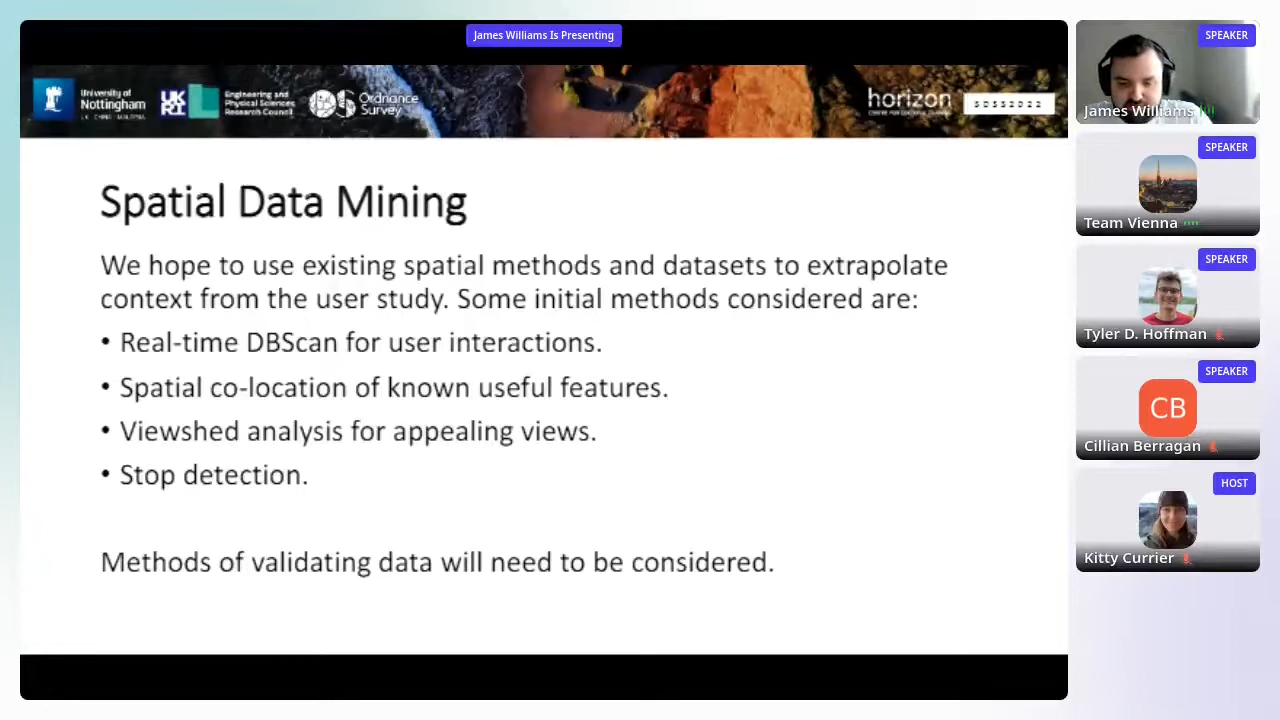 James Williams Is Presenting
University of
Nottingham
UK | CHINA | MALAYSIA
UK
RI
Engineering and
Physical Sciences
Research Council
OS
Ordnance
Survey
horizon
SDSS2022
Spatial Data Mining
We hope to use existing spatial methods and datasets to extrapolate
context from the user study. Some initial methods considered are:
• Real-time DBScan for user interactions.
• Spatial co-location of known useful features.
• Viewshed analysis for appealing views.
• Stop detection.
Methods of validating data will need to be considered.
SPEAKER
James Williams
SPEAKER
Team Vienna
SPEAKER
Tyler D. Hoffman
SPEAKER
CB
Cillian Berragan
HOST
Kitty Currier